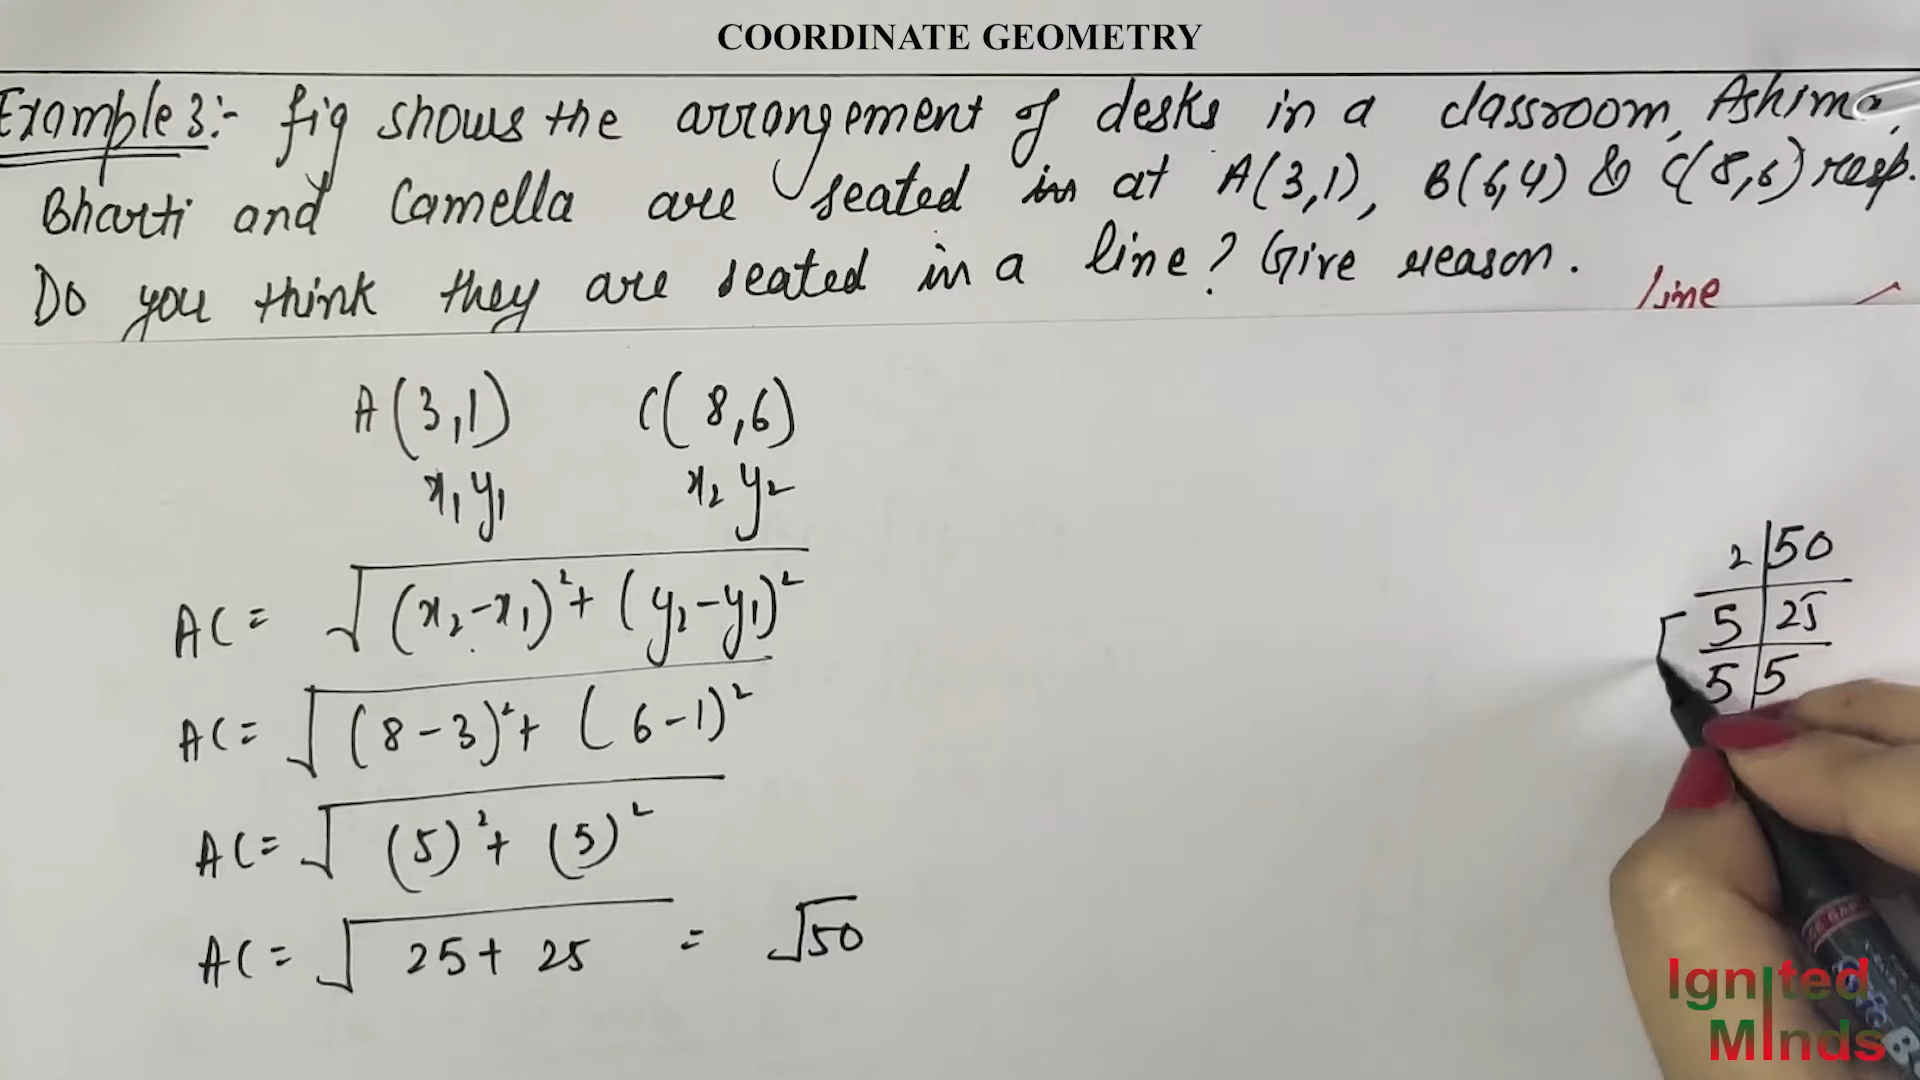 COORDINATE GEOMETRY
Example 3:- fig shows the arrangement of desks in a classroom, Ashima,
Bharti and Camella are seated in at A(3,1), B(6,4) & C(8,6) resp.
Do you think they are seated in a line? Give reason.
line
A(3,1) C(8,6)
x₁ y₁ x₂ y₂
AC = √(x₂-x₁)² + (y₂-y₁)²
AC = √(8-3)² + (6-1)²
AC = √(5)² + (5)²
AC = √25+25 = √50
2|50
5|25
5|5
Ignited
Minds